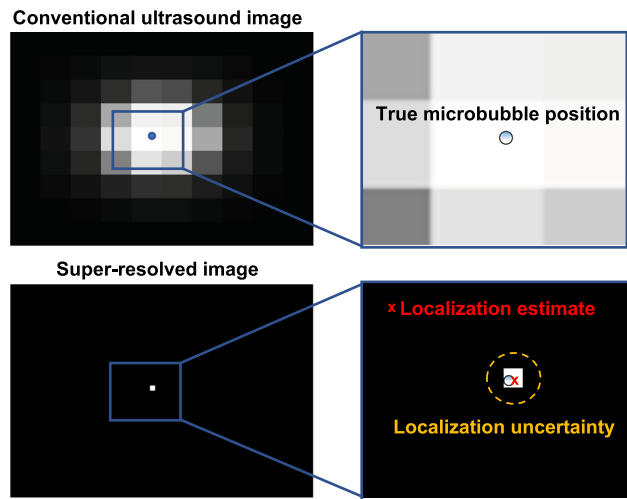 Conventional ultrasound image
True microbubble position
Super-resolved image
x Localization estimate
x
Localization uncertainty